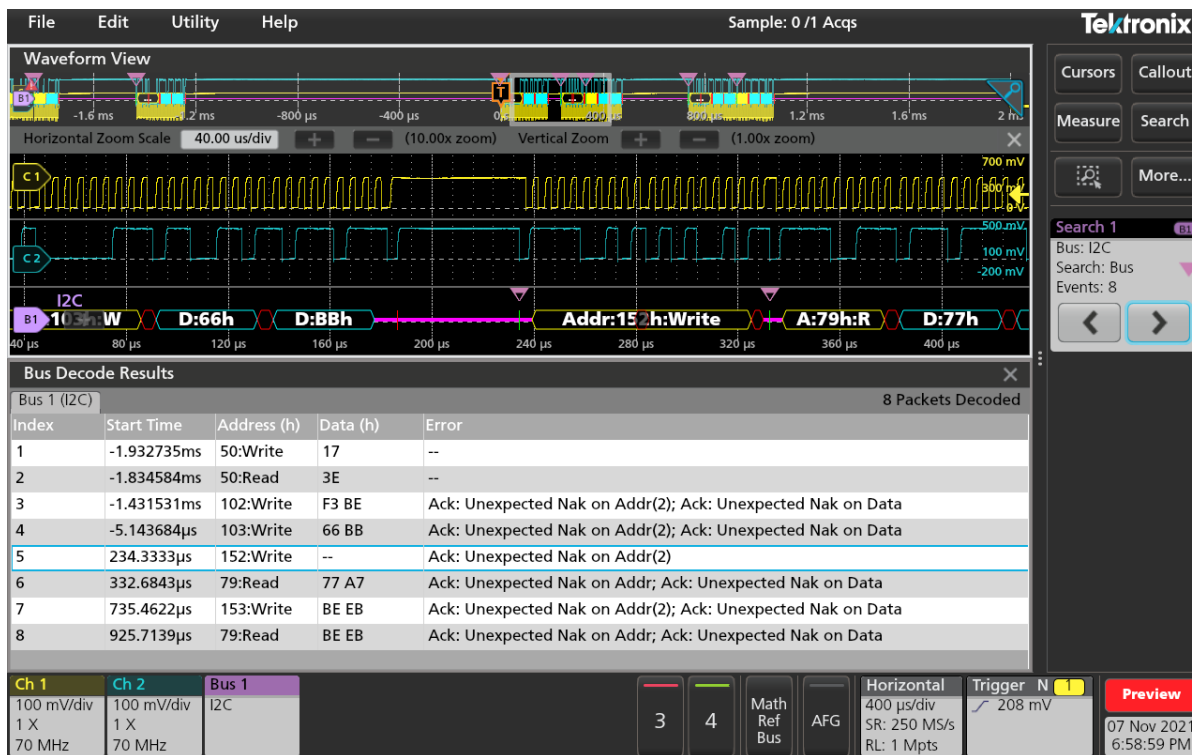 File Edit Utility Help Sample: 0 /1 Acqs Tektronix
Waveform View
Cursors Callout
B1 T
-1.6 ms -800 µs -400 µs 1.2 ms 1.6 ms
Measure Search
Horizontal Zoom Scale 40.00 us/div + − (10.00x zoom) Vertical Zoom + − (1.00x zoom)
C 1 700 mV
More...
300 mV
0 V
500 mV
C 2 100 mV
-200 mV
Search 1 B1
Bus: I2C
Search: Bus
Events: 8
I2C
B1 103h:W D:66h D:BBh Addr:152h:Write A:79h:R D:77h
40 µs 80 µs 120 µs 160 µs 200 µs 240 µs 280 µs 320 µs 360 µs 400 µs
Bus Decode Results
Bus 1 (I2C) 8 Packets Decoded
Index Start Time Address (h) Data (h) Error
1 -1.932735ms 50:Write 17 --
2 -1.834584ms 50:Read 3E --
3 -1.431531ms 102:Write F3 BE Ack: Unexpected Nak on Addr(2); Ack: Unexpected Nak on Data
4 -5.143684µs 103:Write 66 BB Ack: Unexpected Nak on Addr(2); Ack: Unexpected Nak on Data
5 234.3333µs 152:Write -- Ack: Unexpected Nak on Addr(2)
6 332.6843µs 79:Read 77 A7 Ack: Unexpected Nak on Addr; Ack: Unexpected Nak on Data
7 735.4622µs 153:Write BE EB Ack: Unexpected Nak on Addr(2); Ack: Unexpected Nak on Data
8 925.7139µs 79:Read BE EB Ack: Unexpected Nak on Addr; Ack: Unexpected Nak on Data
Ch 1 Ch 2 Bus 1 Horizontal Trigger N 1
100 mV/div 100 mV/div I2C 3 4 Math Ref Bus AFG 400 µs/div 208 mV Preview
1 X 1 X SR: 250 MS/s 07 Nov 2021
70 MHz 70 MHz RL: 1 Mpts 6:58:59 PM